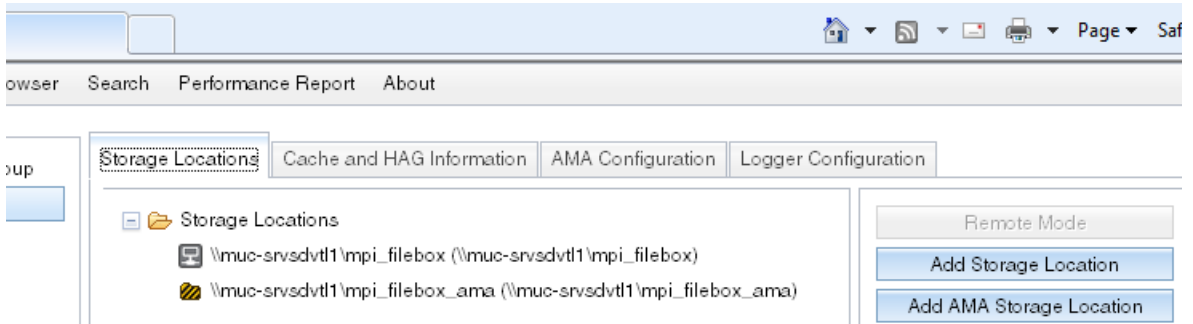 Page Saf
owser Search Performance Report About
oup
Storage Locations Cache and HAG Information AMA Configuration Logger Configuration
Storage Locations
\\muc-srvsdvtl1\mpi_filebox (\\muc-srvsdvtl1\mpi_filebox)
\\muc-srvsdvtl1\mpi_filebox_ama (\\muc-srvsdvtl1\mpi_filebox_ama)
Remote Mode
Add Storage Location
Add AMA Storage Location